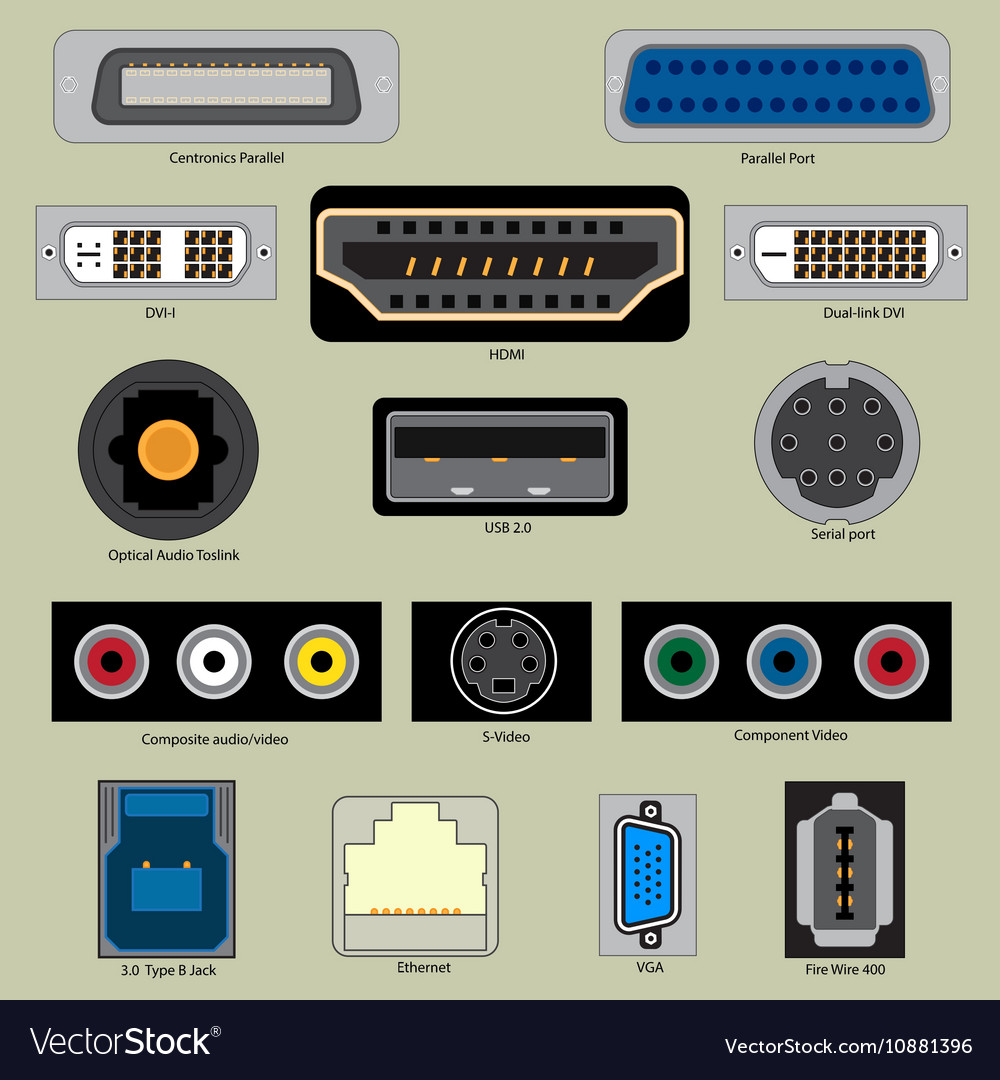 Centronics Parallel
Parallel Port
DVI-I
HDMI
Dual-link DVI
Optical Audio Toslink
USB 2.0
Serial port
Composite audio/video
S-Video
Component Video
3.0 Type B Jack
Ethernet
VGA
Fire Wire 400
VectorStock®
VectorStock.com/10881396